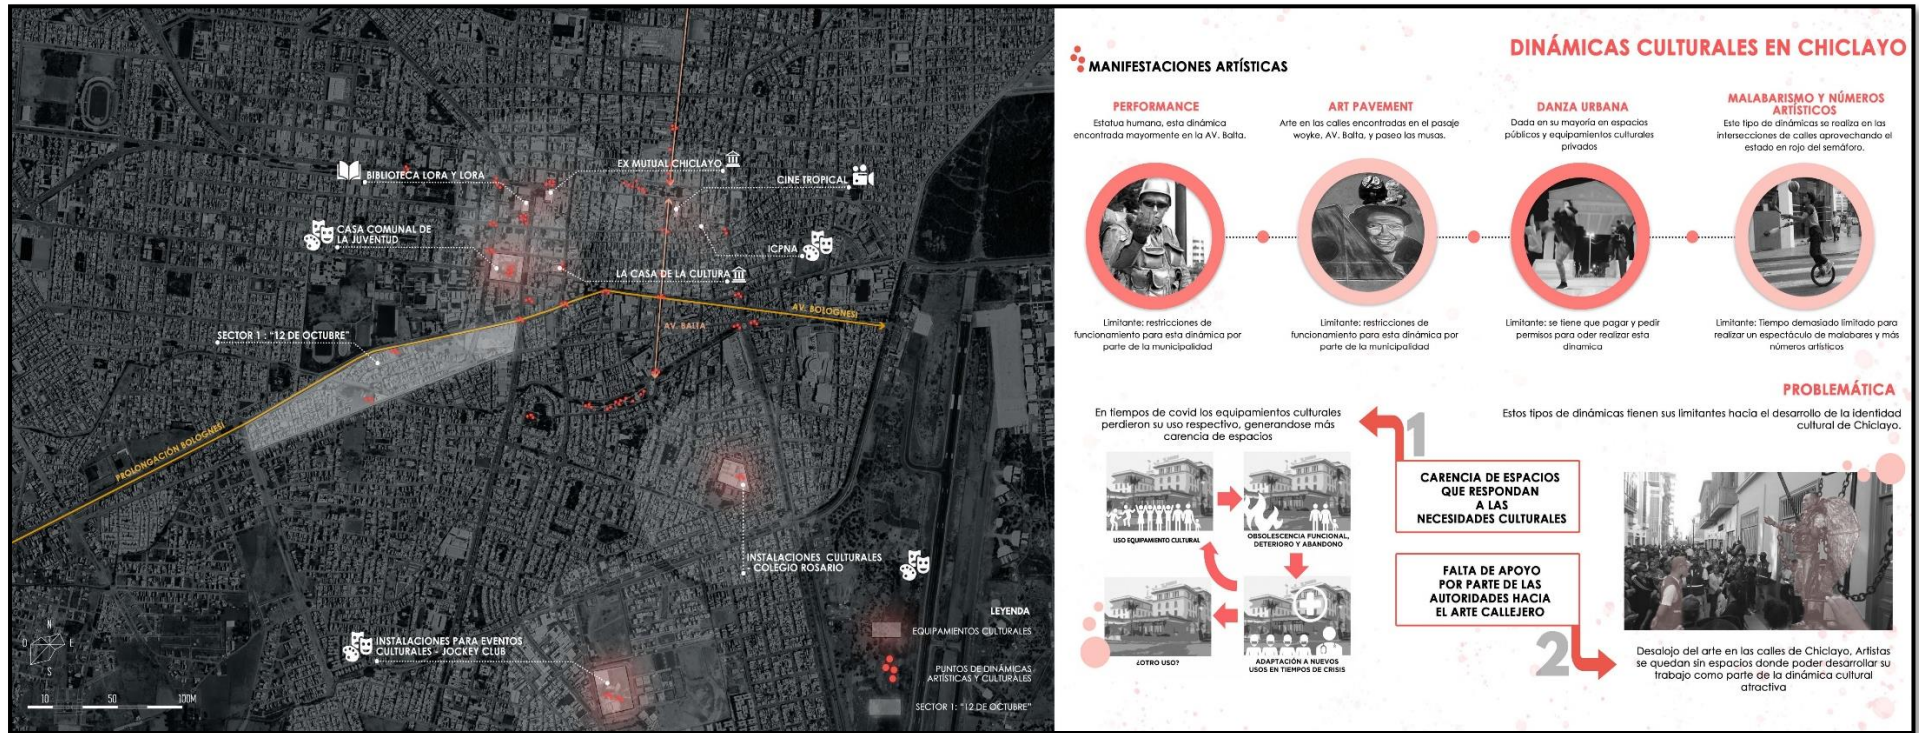 BIBLIOTECA LORA Y LORA
EX MUTUAL CHICLAYO
CINE TROPICAL
CASA COMUNAL DE
LA JUVENTUD
ICPNA
LA CASA DE LA CULTURA
SECTOR 1 - "12 DE OCTUBRE"
AV. BOLOGNESI
AV. BALTA
PROLONGACIÓN BOLOGNESI
INSTALACIONES CULTURALES
- COLEGIO ROSARIO
INSTALACIONES PARA EVENTOS
CULTURALES - JOCKEY CLUB
LEYENDA
EQUIPAMIENTOS CULTURALES
PUNTOS DE DINÁMICAS
ARTÍSTICAS Y CULTURALES
SECTOR 1: "12 DE OCTUBRE"
N
O
E
S
10 50 100M
DINÁMICAS CULTURALES EN CHICLAYO
MANIFESTACIONES ARTÍSTICAS
PERFORMANCE
Estatua humana, esta dinámica
encontrada mayormente en la AV. Balta.
Limitante: restricciones de
funcionamiento para esta dinámica por
parte de la municipalidad
ART PAVEMENT
Arte en las calles encontradas en el pasaje
woyke, AV. Balta, y paseo las musas.
Limitante: restricciones de
funcionamiento para esta dinámica por
parte de la municipalidad
DANZA URBANA
Dada en su mayoría en espacios
públicos y equipamientos culturales
privados
Limitante: se tiene que pagar y pedir
permisos para oder realizar esta
dinamica
MALABARISMO Y NÚMEROS
ARTÍSTICOS
Este tipo de dinámicas se realiza en las
intersecciones de calles aprovechando el
estado en rojo del semáforo.
Limitante: Tiempo demasiado limitado para
realizar un espectáculo de malabares y más
números artísticos
PROBLEMÁTICA
Estos tipos de dinámicas tienen sus limitantes hacia el desarrollo de la identidad
cultural de Chiclayo.
En tiempos de covid los equipamientos culturales
perdieron su uso respectivo, generandose más
carencia de espacios
1
CARENCIA DE ESPACIOS
QUE RESPONDAN
A LAS
NECESIDADES CULTURALES
USO EQUIPAMIENTO CULTURAL
OBSOLESCENCIA FUNCIONAL,
DETERIORO Y ABANDONO
¿OTRO USO?
ADAPTACIÓN A NUEVOS
USOS EN TIEMPOS DE CRISIS
FALTA DE APOYO
POR PARTE DE LAS
AUTORIDADES HACIA
EL ARTE CALLEJERO
2
Desalojo del arte en las calles de Chiclayo, Artistas
se quedan sin espacios donde poder desarrollar su
trabajo como parte de la dinámica cultural
atractiva